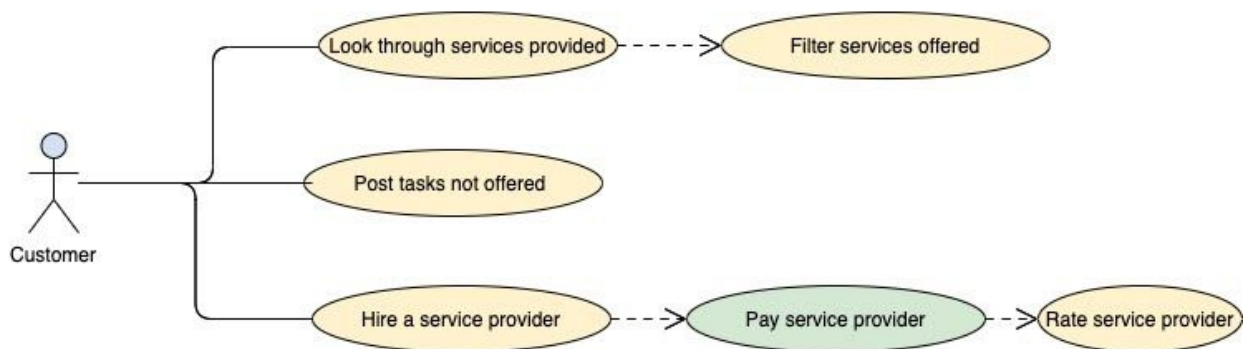 Look through services provided
Filter services offered
Post tasks not offered
Customer
Hire a service provider
Pay service provider
Rate service provider